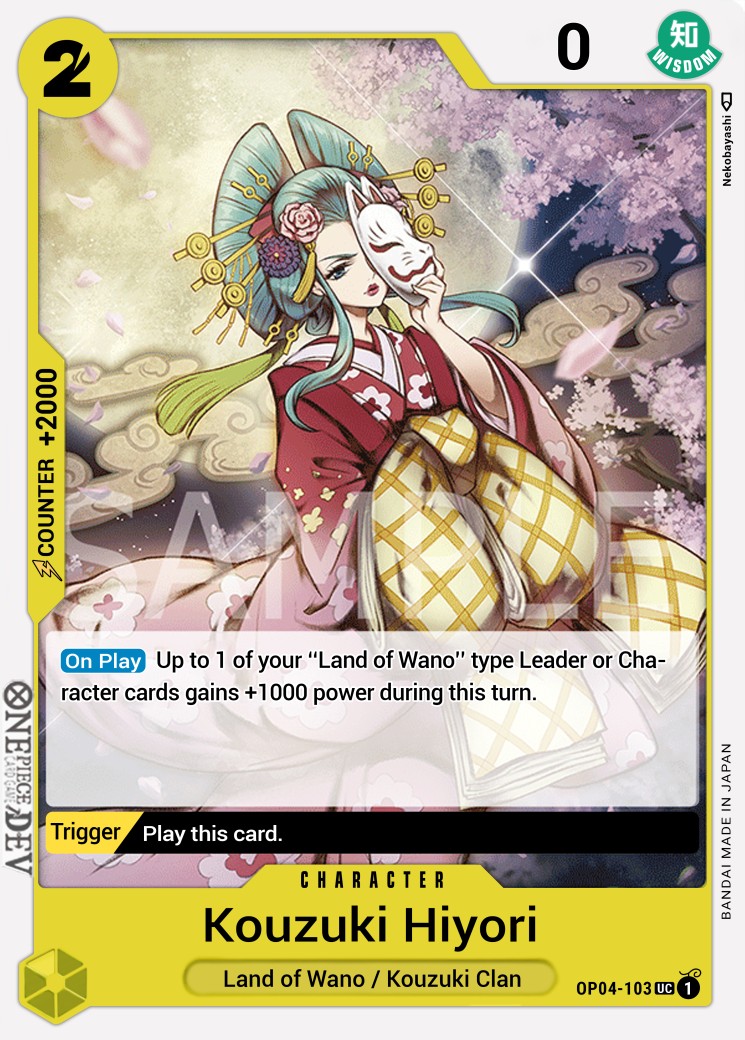 2
0
知
WISDOM
Nekobayashi
COUNTER +2000
SAMPLE
On Play Up to 1 of your “Land of Wano” type Leader or Cha-
racter cards gains +1000 power during this turn.
Trigger Play this card.
ONE PIECE
CARD GAME
DEV
BANDAI MADE IN JAPAN
CHARACTER
Kouzuki Hiyori
Land of Wano / Kouzuki Clan
OP04-103 UC 1